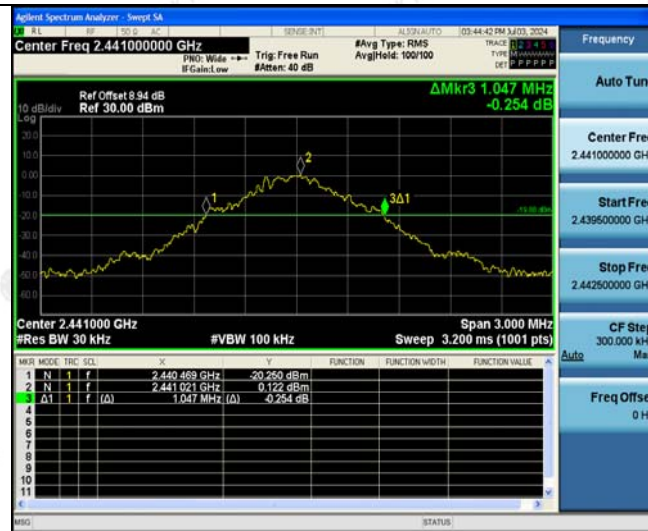 Agilent Spectrum Analyzer - Swept SA
RL RF 50 Ω AC SENSE:INT ALIGN AUTO 03:44:42 PM Jul 03, 2024
Center Freq 2.441000000 GHz
PNO: Wide
IFGain:Low
Trig: Free Run
#Atten: 40 dB
#Avg Type: RMS
Avg|Hold: 100/100
TRACE 1 2 3 4 5 6
TYPE
DET P P P P P P
Ref Offset 8.94 dB
Ref 30.00 dBm
10 dB/div
Log
ΔMkr3 1.047 MHz
-0.254 dB
20.0
10.0
0.00
-10.0
-20.0
-30.0
-40.0
-50.0
-60.0
1
2
3Δ1
Center 2.441000 GHz
#Res BW 30 kHz
#VBW 100 kHz
Span 3.000 MHz
Sweep 3.200 ms (1001 pts)
MKR MODE TRC SCL X Y FUNCTION FUNCTION WIDTH FUNCTION VALUE
1 N 1 f 2.440 469 GHz -20.250 dBm
2 N 1 f 2.441 021 GHz 0.122 dBm
3 Δ1 1 f (Δ) 1.047 MHz (Δ) -0.254 dB
4
5
6
7
8
9
10
11
MSG STATUS
Frequency
Auto Tun
Center Fre
2.441000000 GH
Start Fre
2.439500000 GH
Stop Fre
2.442500000 GH
CF Ste
300.000 kH
Auto Ma
Freq Offse
0 H